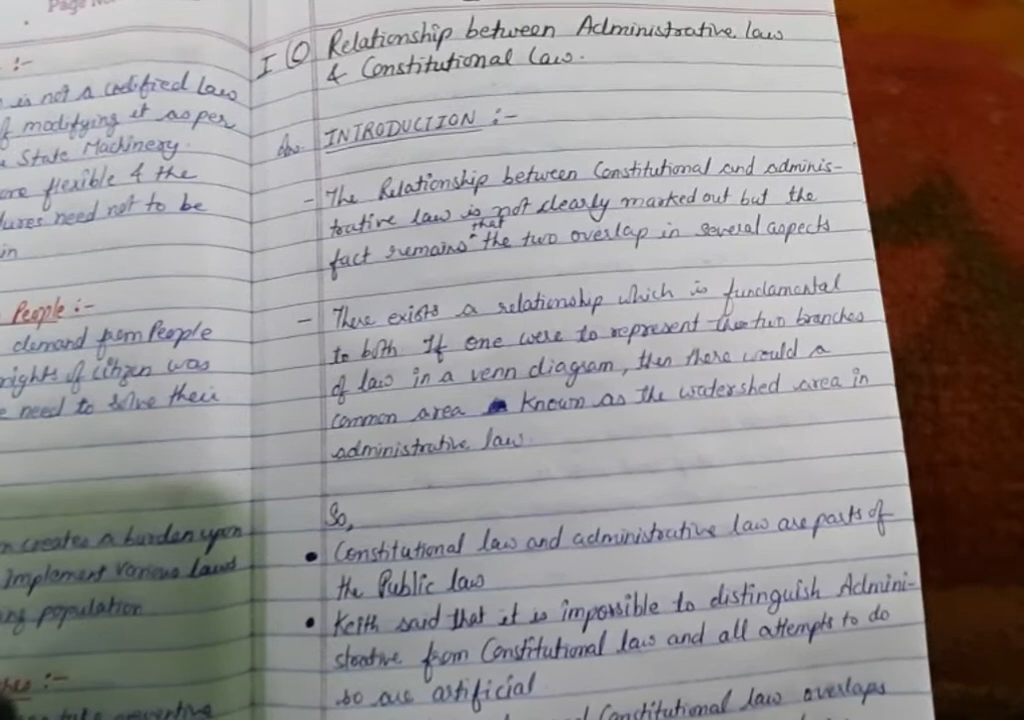 Page No.
:-
is not a codified Law
f modifying it as per
State Machinery.
ore flexible & the
dures need not to be
in
People :-
demand from People
rights of citizen was
need to solve their
n creates a burden upon
implement various laws
ng population
:-
I Q Relationship between Administrative law
& Constitutional Law.
Ans. INTRODUCTION :-
- The Relationship between Constitutional and adminis-
trative law is not clearly marked out but the
fact remains that the two overlap in several aspects
- There exists a relationship which is fundamental
to both If one were to represent the two branches
of law in a venn diagram, then there would a
common area known as the watershed area in
administrative law.
So,
• Constitutional law and administrative law are parts of
the Public law
• Keith said that it is impossible to distinguish Admini-
strative from Constitutional law and all attempts to do
so are artificial
Constitutional law overlaps